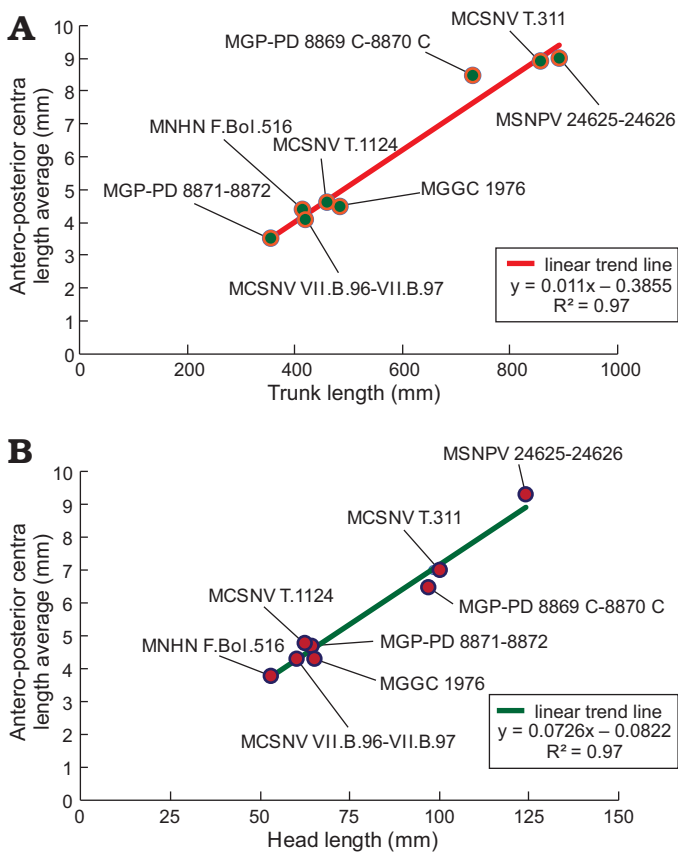 A
Antero-posterior centra
length average (mm)
10
9
8
7
6
5
4
3
2
1
0
MCSNV T.311
MGP-PD 8869 C-8870 C
MSNPV 24625-24626
MNHN F.Bol.516
MCSNV T.1124
MGP-PD 8871-8872
MGGC 1976
MCSNV VII.B.96-VII.B.97
linear trend line
y = 0.011x – 0.3855
R² = 0.97
0 200 400 600 800 1000
Trunk length (mm)
B
Antero-posterior centra
length average (mm)
10
9
8
7
6
5
4
3
2
1
0
MSNPV 24625-24626
MCSNV T.311
MCSNV T.1124
MGP-PD 8869 C-8870 C
MNHN F.Bol.516
MGP-PD 8871-8872
MGGC 1976
MCSNV VII.B.96-VII.B.97
linear trend line
y = 0.0726x – 0.0822
R² = 0.97
0 50 75 100 125 150
Head length (mm)